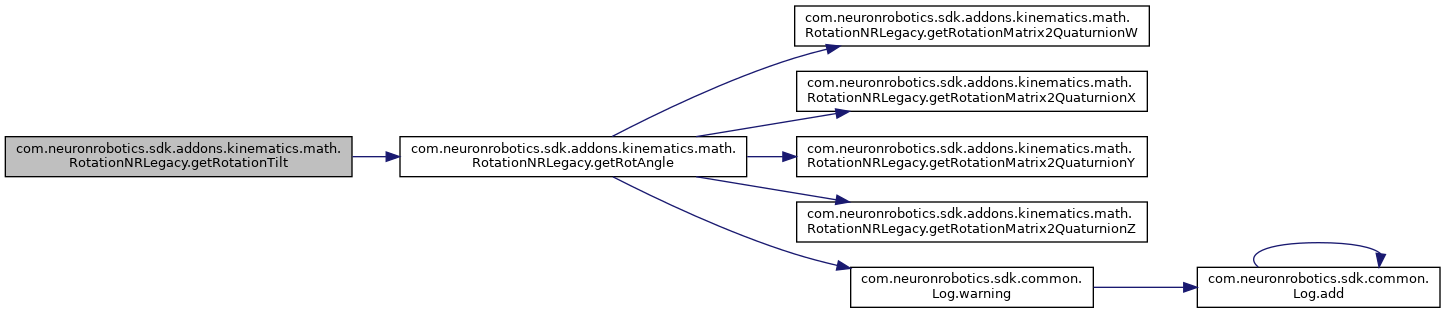 com.neuronrobotics.sdk.addons.kinematics.math.
RotationNRLegacy.getRotationTilt
com.neuronrobotics.sdk.addons.kinematics.math.
RotationNRLegacy.getRotAngle
com.neuronrobotics.sdk.addons.kinematics.math.
RotationNRLegacy.getRotationMatrix2QuaturnionW
com.neuronrobotics.sdk.addons.kinematics.math.
RotationNRLegacy.getRotationMatrix2QuaturnionX
com.neuronrobotics.sdk.addons.kinematics.math.
RotationNRLegacy.getRotationMatrix2QuaturnionY
com.neuronrobotics.sdk.addons.kinematics.math.
RotationNRLegacy.getRotationMatrix2QuaturnionZ
com.neuronrobotics.sdk.common.
Log.warning
com.neuronrobotics.sdk.common.
Log.add